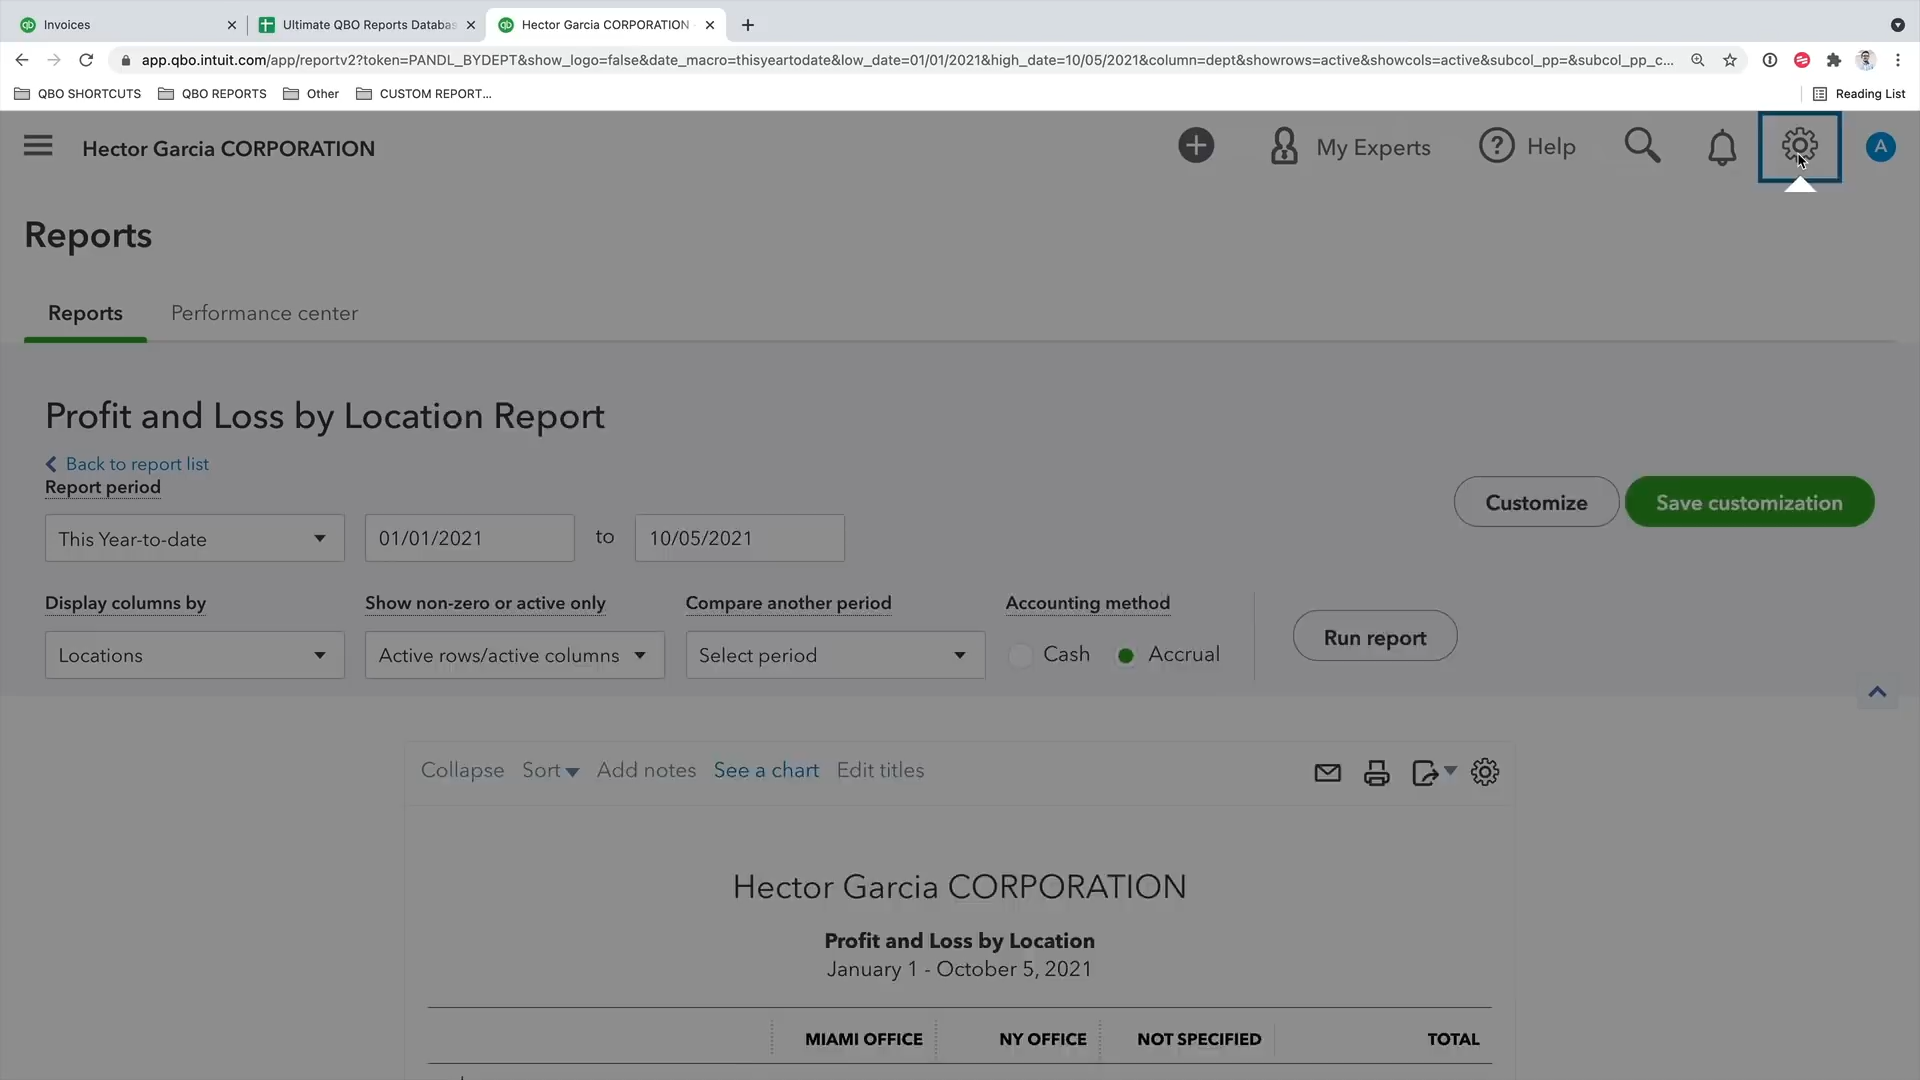 Invoices
Ultimate QBO Reports Databas
Hector Garcia CORPORATION
app.qbo.intuit.com/app/reportv2?token=PANDL_BYDEPT&show_logo=false&date_macro=thisyeartodate&low_date=01/01/2021&high_date=10/05/2021&column=dept&showrows=active&showcols=active&subcol_pp=&subcol_pp_c...
QBO SHORTCUTS QBO REPORTS Other CUSTOM REPORT... Reading List
Hector Garcia CORPORATION My Experts Help A
Reports
Reports Performance center
Profit and Loss by Location Report
Back to report list
Report period
Customize Save customization
This Year-to-date 01/01/2021 to 10/05/2021
Display columns by Show non-zero or active only Compare another period Accounting method
Run report
Locations Active rows/active columns Select period Cash Accrual
Collapse Sort Add notes See a chart Edit titles
Hector Garcia CORPORATION
Profit and Loss by Location
January 1 - October 5, 2021
MIAMI OFFICE NY OFFICE NOT SPECIFIED TOTAL